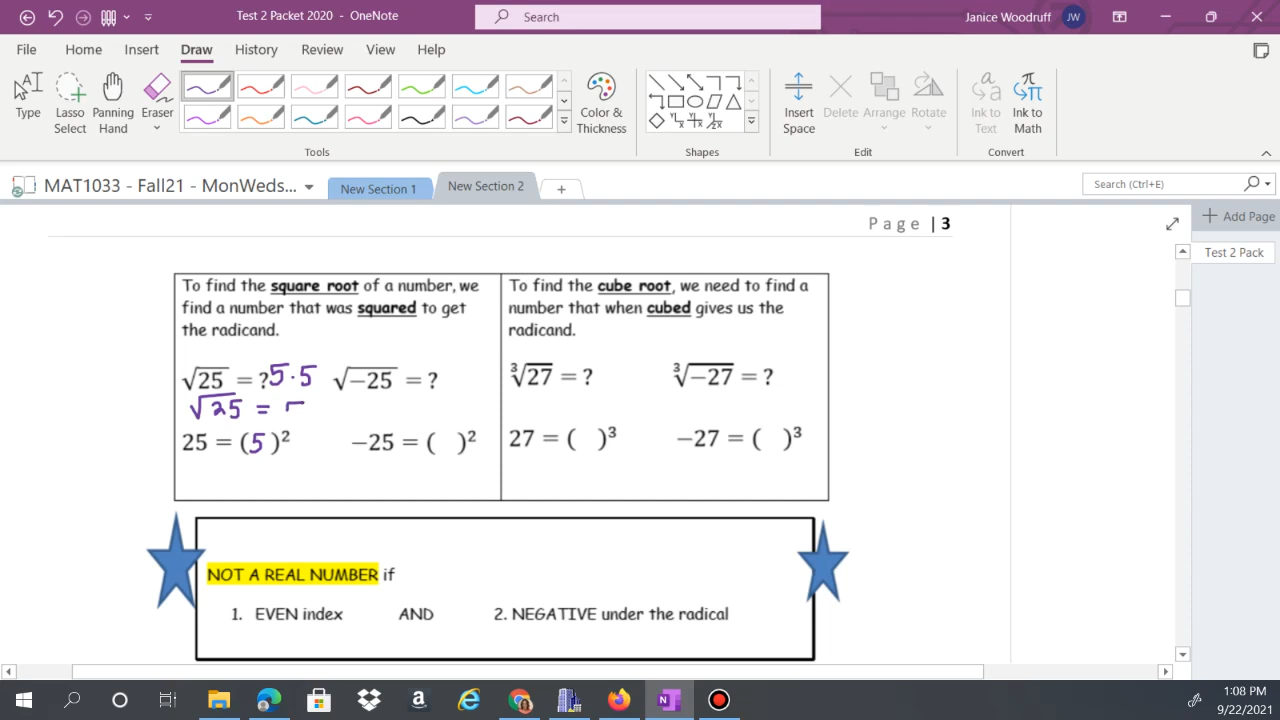 Test 2 Packet 2020 - OneNote
Search
Janice Woodruff
JW
File Home Insert Draw History Review View Help
Type
Lasso Select
Panning Hand
Eraser
Color & Thickness
Insert Space
Delete
Arrange
Rotate
Ink to Text
Ink to Math
Tools
Shapes
Edit
Convert
MAT1033 - Fall21 - MonWeds...
New Section 1
New Section 2
Search (Ctrl+E)
Add Page
Test 2 Pack
Page | 3
To find the square root of a number, we
find a number that was squared to get
the radicand.
√25 = ? 5·5 √−25 = ?
√25 =
25 = (5)² −25 = ( )²
To find the cube root, we need to find a
number that when cubed gives us the
radicand.
∛27 = ? ∛−27 = ?
27 = ( )³ −27 = ( )³
NOT A REAL NUMBER if
1. EVEN index AND 2. NEGATIVE under the radical
1:08 PM
9/22/2021